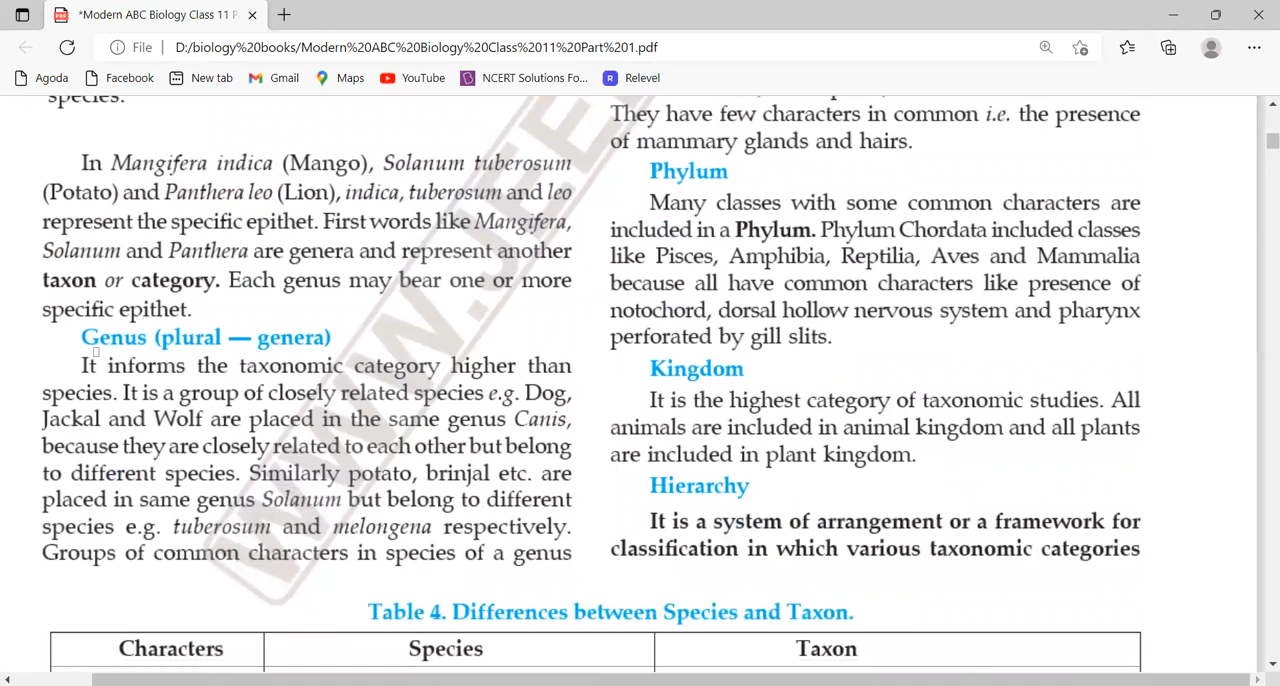 *Modern ABC Biology Class 11 P
File
D:/biology%20books/Modern%20ABC%20Biology%20Class%2011%20Part%201.pdf
Agoda
Facebook
New tab
Gmail
Maps
YouTube
NCERT Solutions Fo...
Relevel
species.
In Mangifera indica (Mango), Solanum tuberosum
(Potato) and Panthera leo (Lion), indica, tuberosum and leo
represent the specific epithet. First words like Mangifera,
Solanum and Panthera are genera and represent another
taxon or category. Each genus may bear one or more
specific epithet.
Genus (plural — genera)
It informs the taxonomic category higher than
species. It is a group of closely related species e.g. Dog,
Jackal and Wolf are placed in the same genus Canis,
because they are closely related to each other but belong
to different species. Similarly potato, brinjal etc. are
placed in same genus Solanum but belong to different
species e.g. tuberosum and melongena respectively.
Groups of common characters in species of a genus
They have few characters in common i.e. the presence
of mammary glands and hairs.
Phylum
Many classes with some common characters are
included in a Phylum. Phylum Chordata included classes
like Pisces, Amphibia, Reptilia, Aves and Mammalia
because all have common characters like presence of
notochord, dorsal hollow nervous system and pharynx
perforated by gill slits.
Kingdom
It is the highest category of taxonomic studies. All
animals are included in animal kingdom and all plants
are included in plant kingdom.
Hierarchy
It is a system of arrangement or a framework for
classification in which various taxonomic categories
Table 4. Differences between Species and Taxon.
Characters
Species
Taxon
WWW.JEE